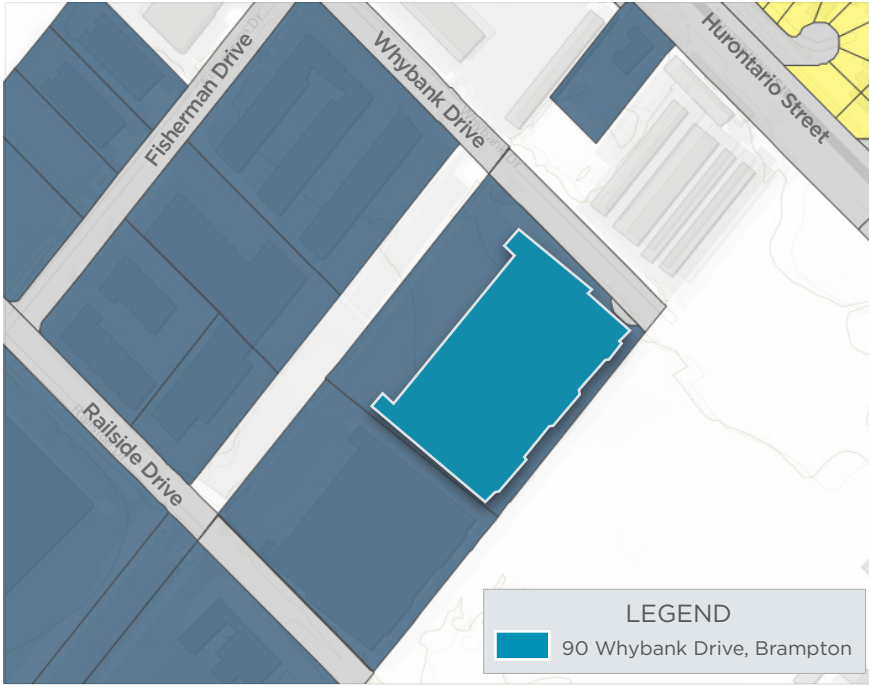 Fisherman Drive
Whybank Drive
Hurontario Street
Railside Drive
LEGEND
90 Whybank Drive, Brampton